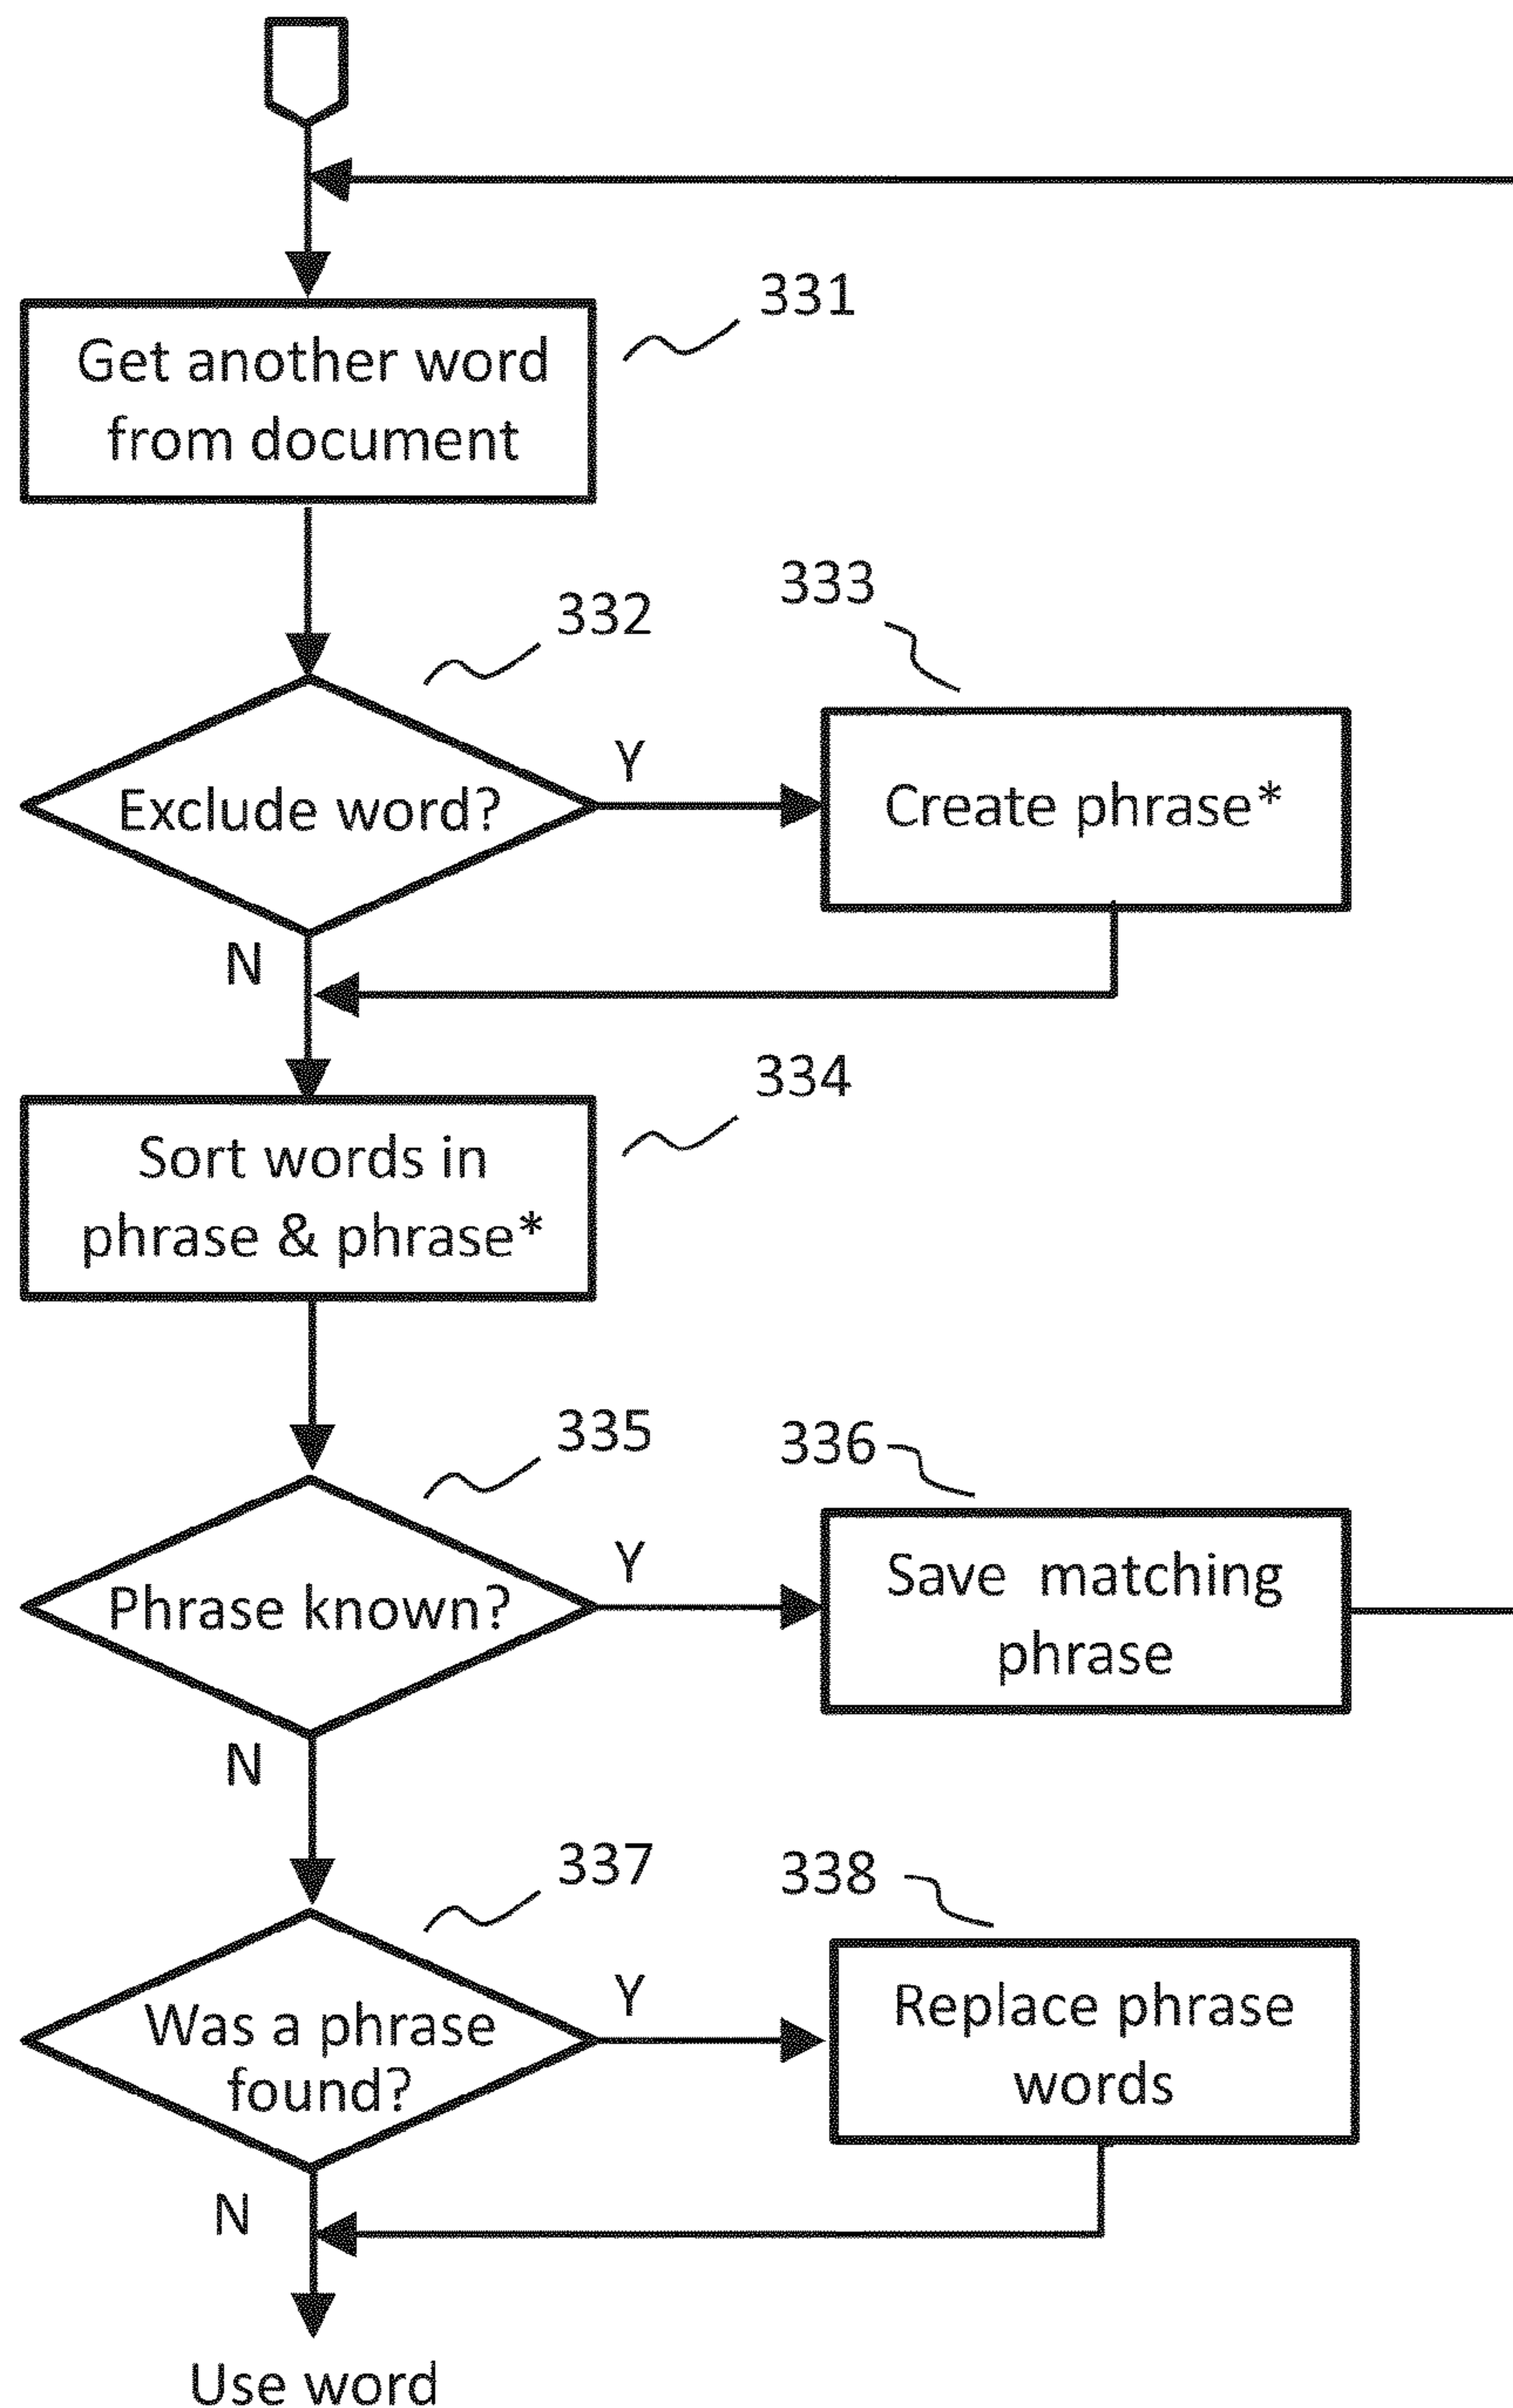 331
Get another word
from document
332
333
Y
Exclude word?
Create phrase*
N
334
Sort words in
phrase & phrase*
335
336
Y
Phrase known?
Save matching
phrase
N
337
338
Y
Was a phrase
found?
Replace phrase
words
N
Use word